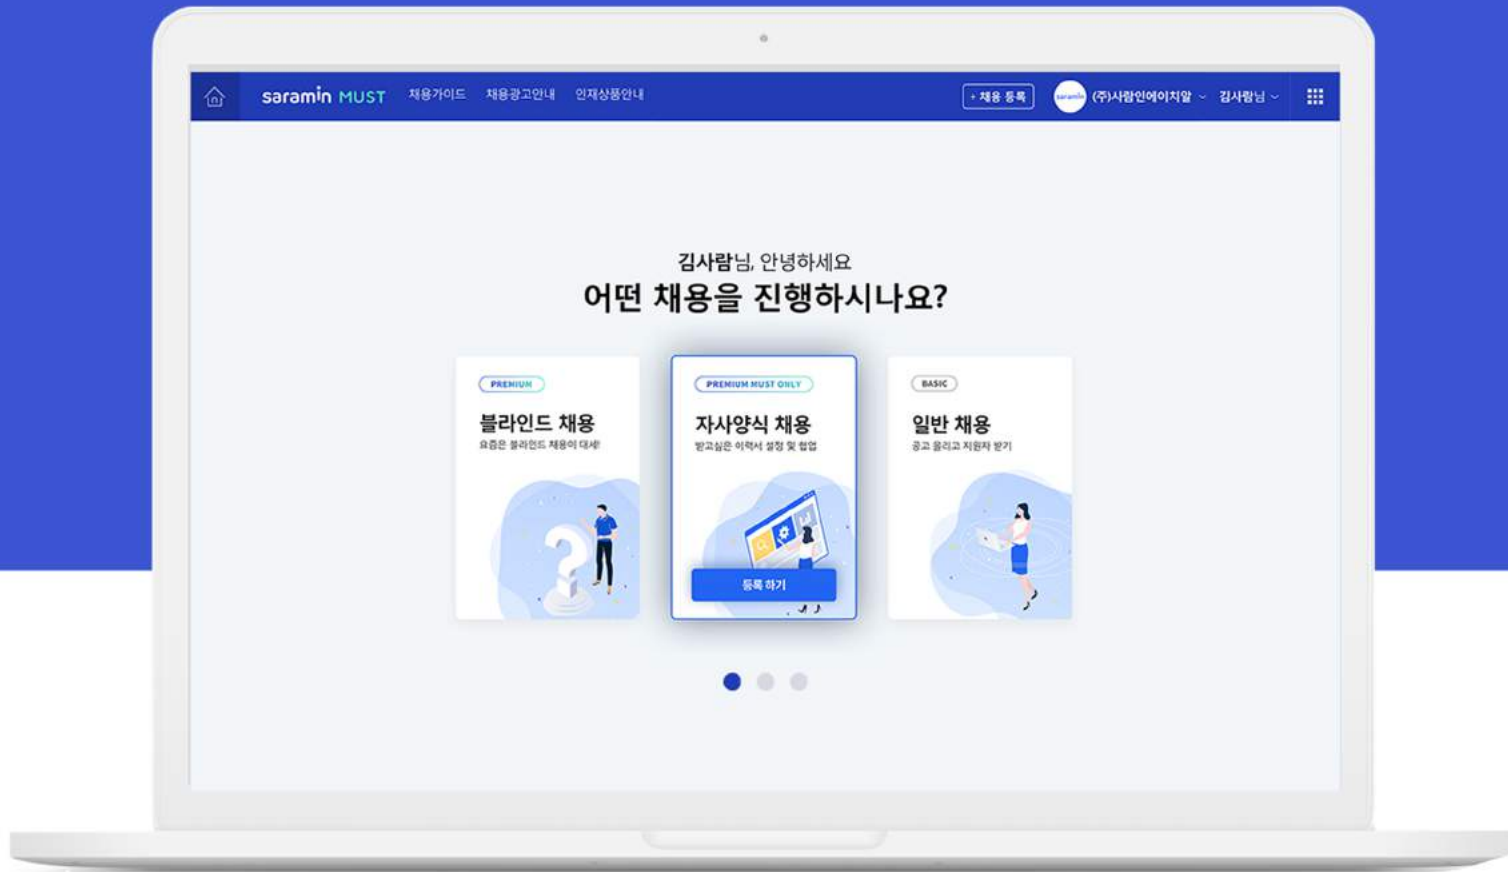 saramin MUST 채용가이드 채용광고안내 인재상품안내 + 채용 등록 saramin (주)사람인에이치알 김사람님
김사람님, 안녕하세요
어떤 채용을 진행하시나요?
PREMIUM
블라인드 채용
요즘은 블라인드 채용이 대세!
PREMIUM MUST ONLY
자사양식 채용
받고싶은 이력서 설정 및 협업
등록 하기
BASIC
일반 채용
공고 올리고 지원자 받기